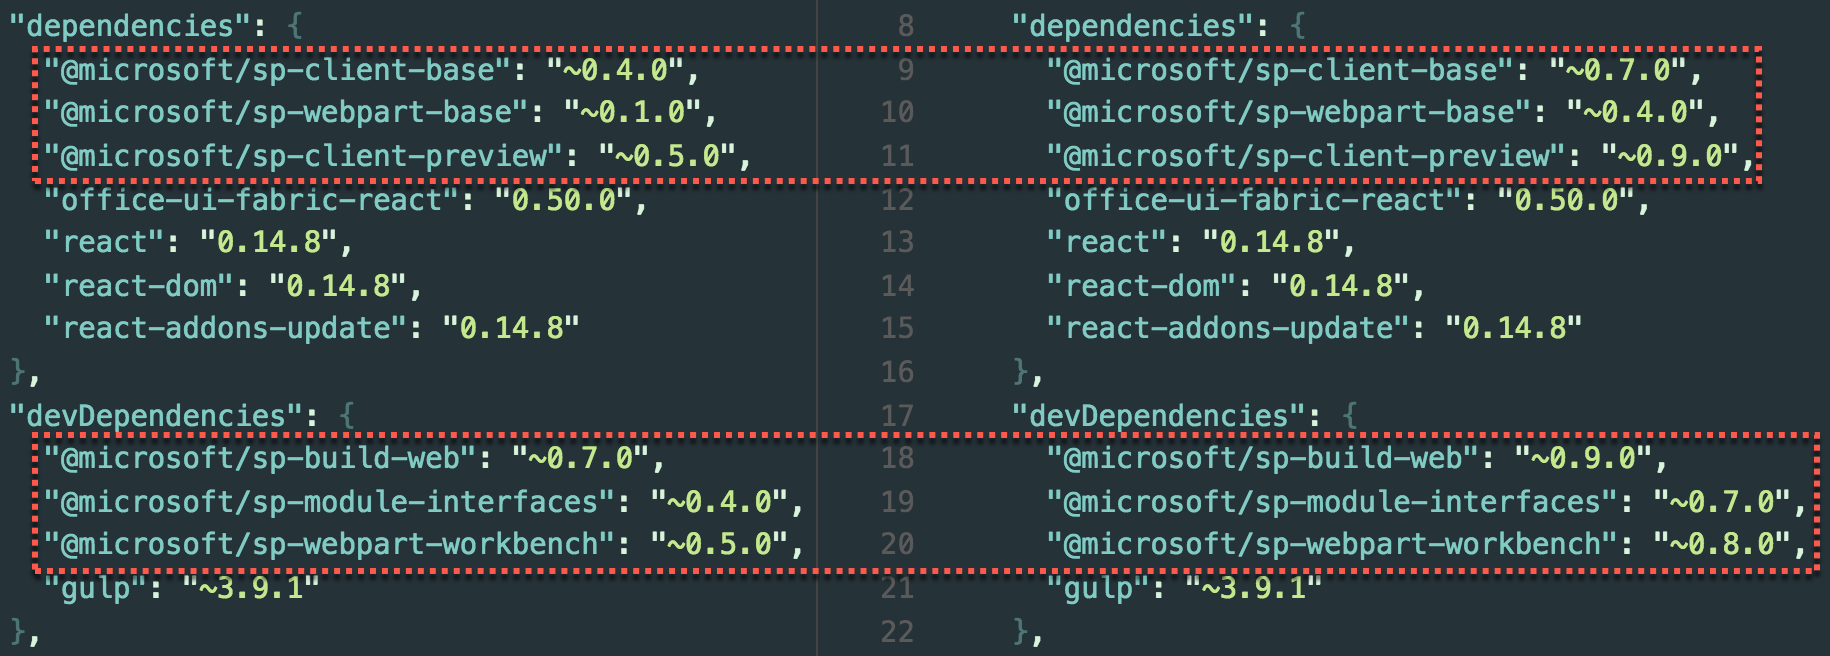 "dependencies": {
"@microsoft/sp-client-base": "~0.4.0",
"@microsoft/sp-webpart-base": "~0.1.0",
"@microsoft/sp-client-preview": "~0.5.0",
"office-ui-fabric-react": "0.50.0",
"react": "0.14.8",
"react-dom": "0.14.8",
"react-addons-update": "0.14.8"
},
"devDependencies": {
"@microsoft/sp-build-web": "~0.7.0",
"@microsoft/sp-module-interfaces": "~0.4.0",
"@microsoft/sp-webpart-workbench": "~0.5.0",
"gulp": "~3.9.1"
},
8 "dependencies": {
9 "@microsoft/sp-client-base": "~0.7.0",
10 "@microsoft/sp-webpart-base": "~0.4.0",
11 "@microsoft/sp-client-preview": "~0.9.0",
12 "office-ui-fabric-react": "0.50.0",
13 "react": "0.14.8",
14 "react-dom": "0.14.8",
15 "react-addons-update": "0.14.8"
16 },
17 "devDependencies": {
18 "@microsoft/sp-build-web": "~0.9.0",
19 "@microsoft/sp-module-interfaces": "~0.7.0",
20 "@microsoft/sp-webpart-workbench": "~0.8.0",
21 "gulp": "~3.9.1"
22 },